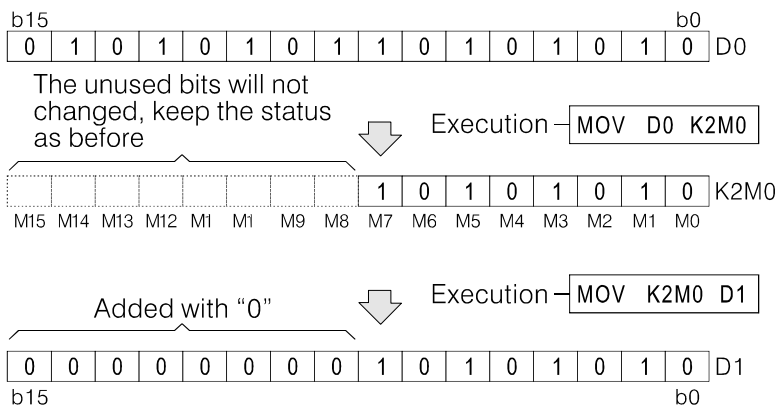 b15 b0
0 1 0 1 0 1 0 1 1 0 1 0 1 0 1 0 D0
The unused bits will not
changed, keep the status
as before
Execution MOV D0 K2M0
1 0 1 0 1 0 1 0 K2M0
M15 M14 M13 M12 M1 M1 M9 M8 M7 M6 M5 M4 M3 M2 M1 M0
Added with “0”
Execution MOV K2M0 D1
0 0 0 0 0 0 0 0 1 0 1 0 1 0 1 0 D1
b15 b0